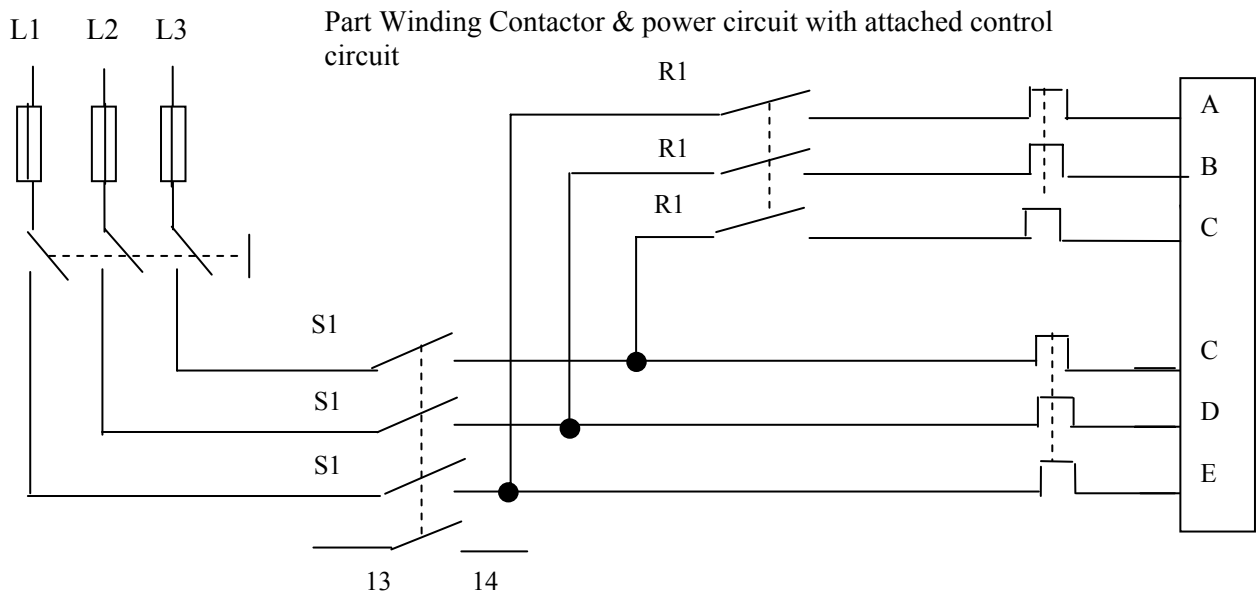 Part Winding Contactor & power circuit with attached control
circuit
L1 L2 L3
R1
A
R1
B
R1
C
S1
C
S1
D
S1
E
13 14